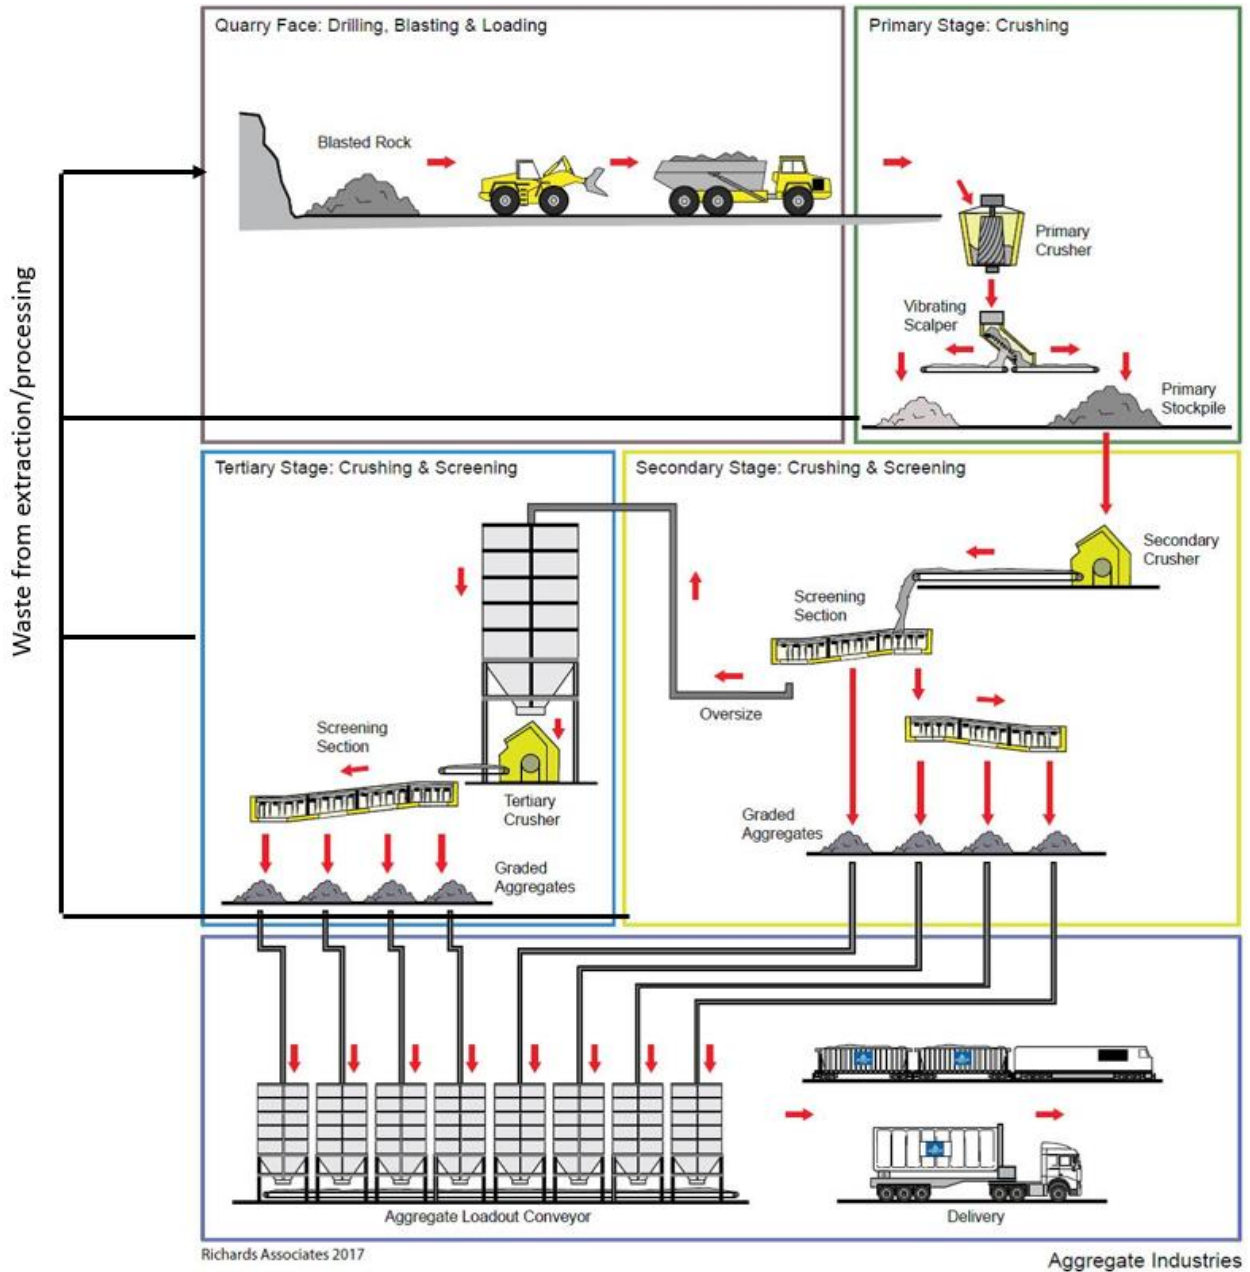 Quarry Face: Drilling, Blasting & Loading
Primary Stage: Crushing
Blasted Rock
Primary
Crusher
Vibrating
Scalper
Primary
Stockpile
Waste from extraction/processing
Tertiary Stage: Crushing & Screening
Secondary Stage: Crushing & Screening
Secondary
Crusher
Screening
Section
Oversize
Screening
Section
Tertiary
Crusher
Graded
Aggregates
Graded
Aggregates
Aggregate Loadout Conveyor
Delivery
Richards Associates 2017
Aggregate Industries